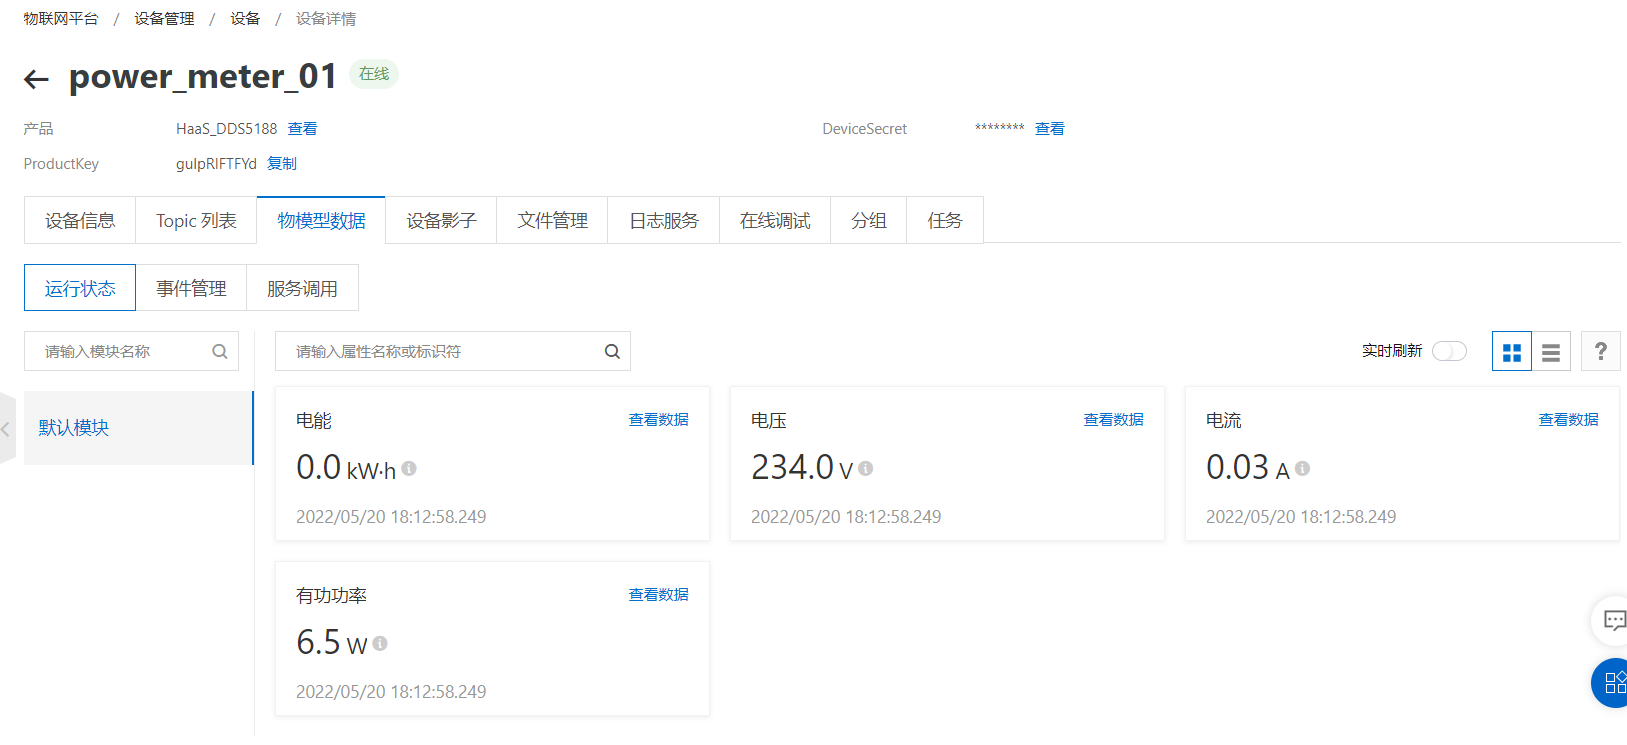 物联网平台 / 设备管理 / 设备 / 设备详情
power_meter_01 在线
产品 HaaS_DDS5188 查看 DeviceSecret ******** 查看
ProductKey gulpRIFTFYd 复制
设备信息 Topic 列表 物模型数据 设备影子 文件管理 日志服务 在线调试 分组 任务
运行状态 事件管理 服务调用
请输入模块名称 请输入属性名称或标识符 实时刷新 ?
默认模块
电能 查看数据 电压 查看数据 电流 查看数据
0.0 kW·h 234.0 V 0.03 A
2022/05/20 18:12:58.249 2022/05/20 18:12:58.249 2022/05/20 18:12:58.249
有功功率 查看数据
6.5 W
2022/05/20 18:12:58.249